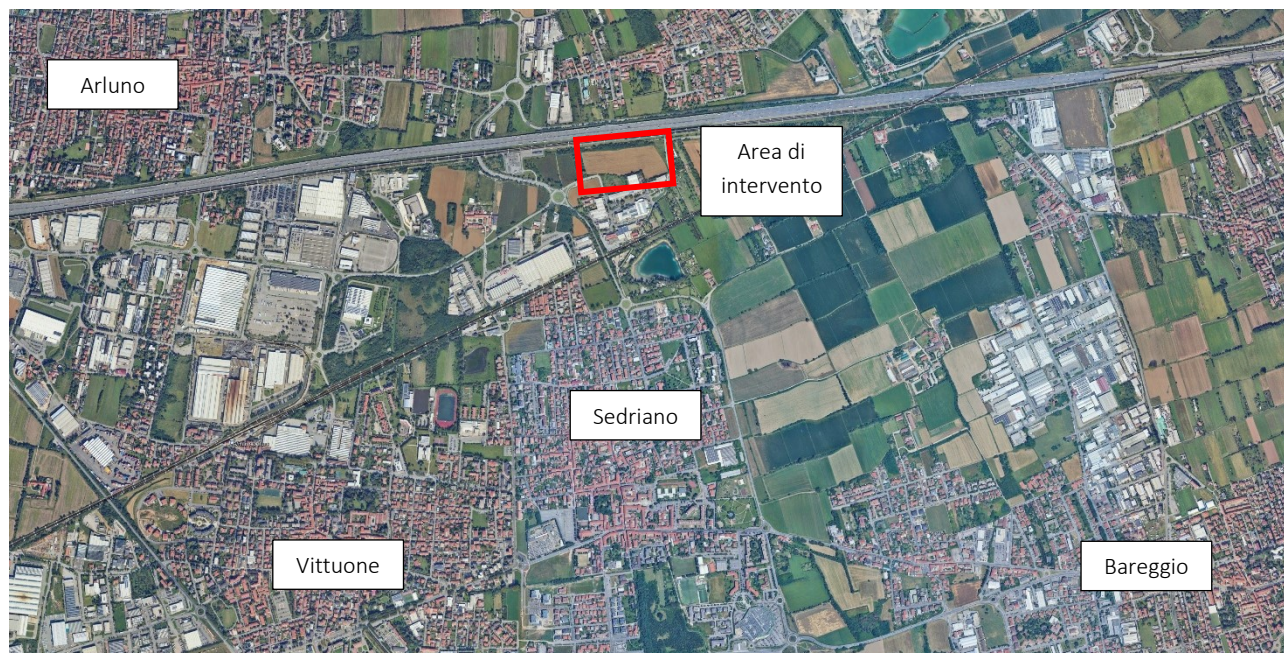 Arluno
Area di
intervento
Sedriano
Vittuone
Bareggio